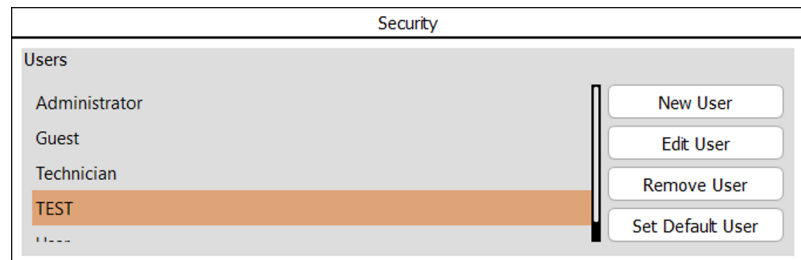 Security
Users
Administrator
Guest
Technician
TEST
New User
Edit User
Remove User
Set Default User